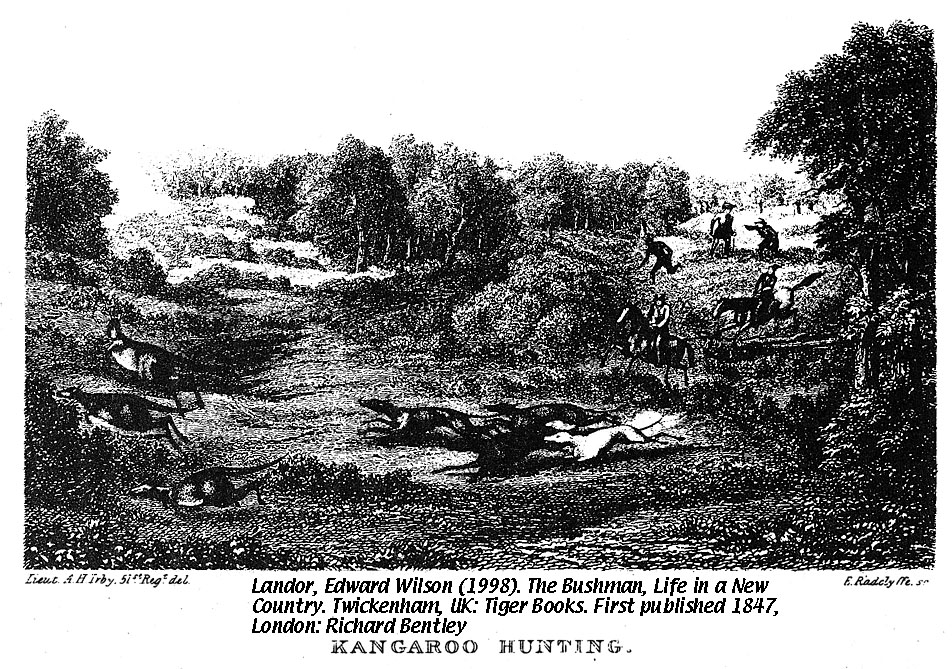 Lieut. A H Irby. 51st Regt. del.
E. Radclyffe. sc
Landor, Edward Wilson (1998). The Bushman, Life in a New
Country. Twickenham, UK: Tiger Books. First published 1847,
London: Richard Bentley
KANGAROO HUNTING.